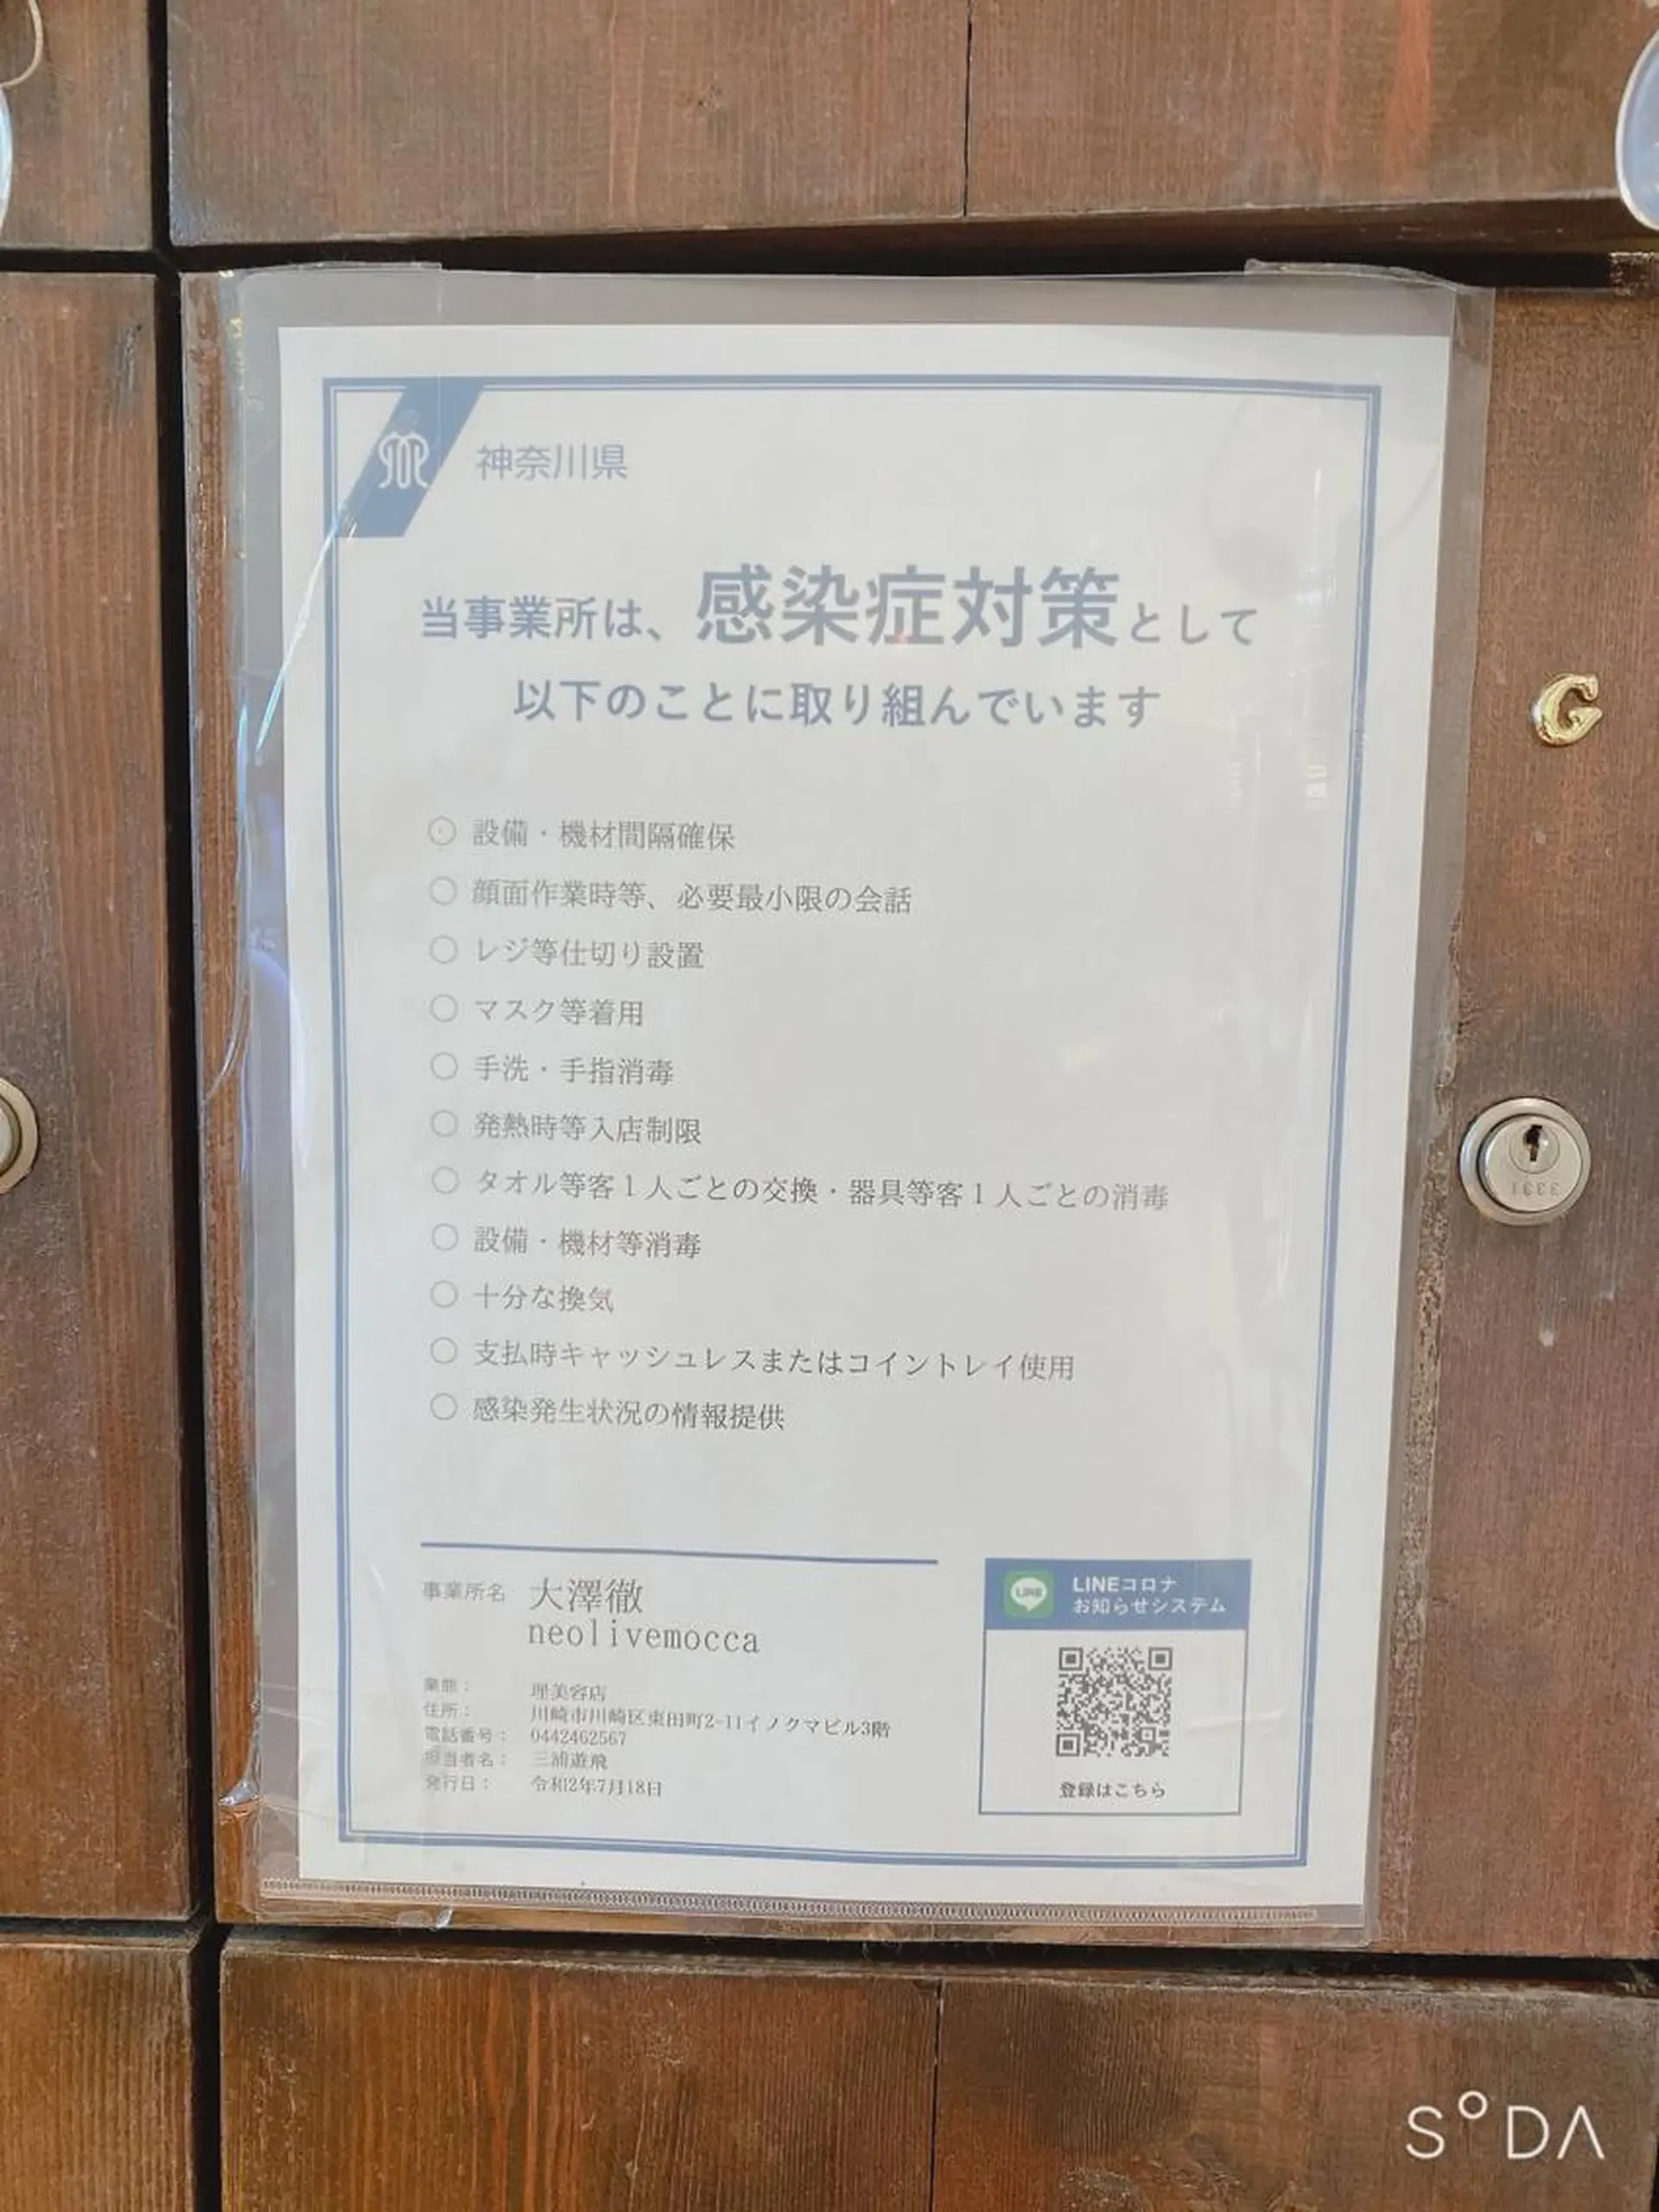 神奈川県
当事業所は、感染症対策として
以下のことに取り組んでいます
○ 設備・機材間隔確保
○ 顔面作業時等、必要最小限の会話
○ レジ等仕切り設置
○ マスク等着用
○ 手洗・手指消毒
○ 発熱時等入店制限
○ タオル等客1人ごとの交換・器具等客1人ごとの消毒
○ 設備・機材等消毒
○ 十分な換気
○ 支払時キャッシュレスまたはコイントレイ使用
○ 感染発生状況の情報提供
事業所名 大澤徹
neolivemocca
業態： 理美容店
住所： 川崎市川崎区東田町2-11イノクマビル3階
電話番号： 0442462567
担当者名： 三浦遊飛
発行日： 令和2年7月18日
LINE
LINEコロナ
お知らせシステム
登録はこちら
G
3331
SODA